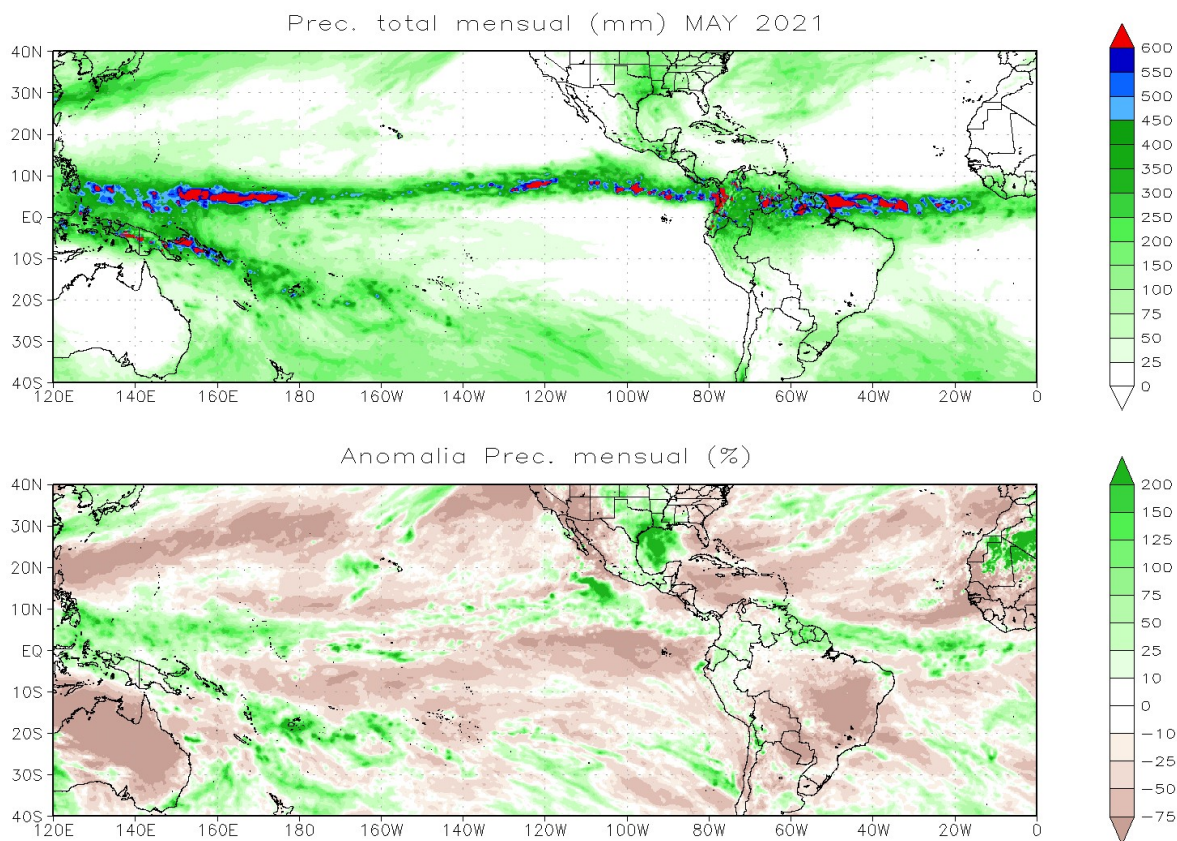 Prec. total mensual (mm) MAY 2021
40N
30N
20N
10N
EQ
10S
20S
30S
40S
120E 140E 160E 180 160W 140W 120W 100W 80W 60W 40W 20W 0
600
550
500
450
400
350
300
250
200
150
100
75
50
25
0
Anomalia Prec. mensual (%)
40N
30N
20N
10N
EQ
10S
20S
30S
40S
120E 140E 160E 180 160W 140W 120W 100W 80W 60W 40W 20W 0
200
150
125
100
75
50
25
10
0
−10
−25
−50
−75